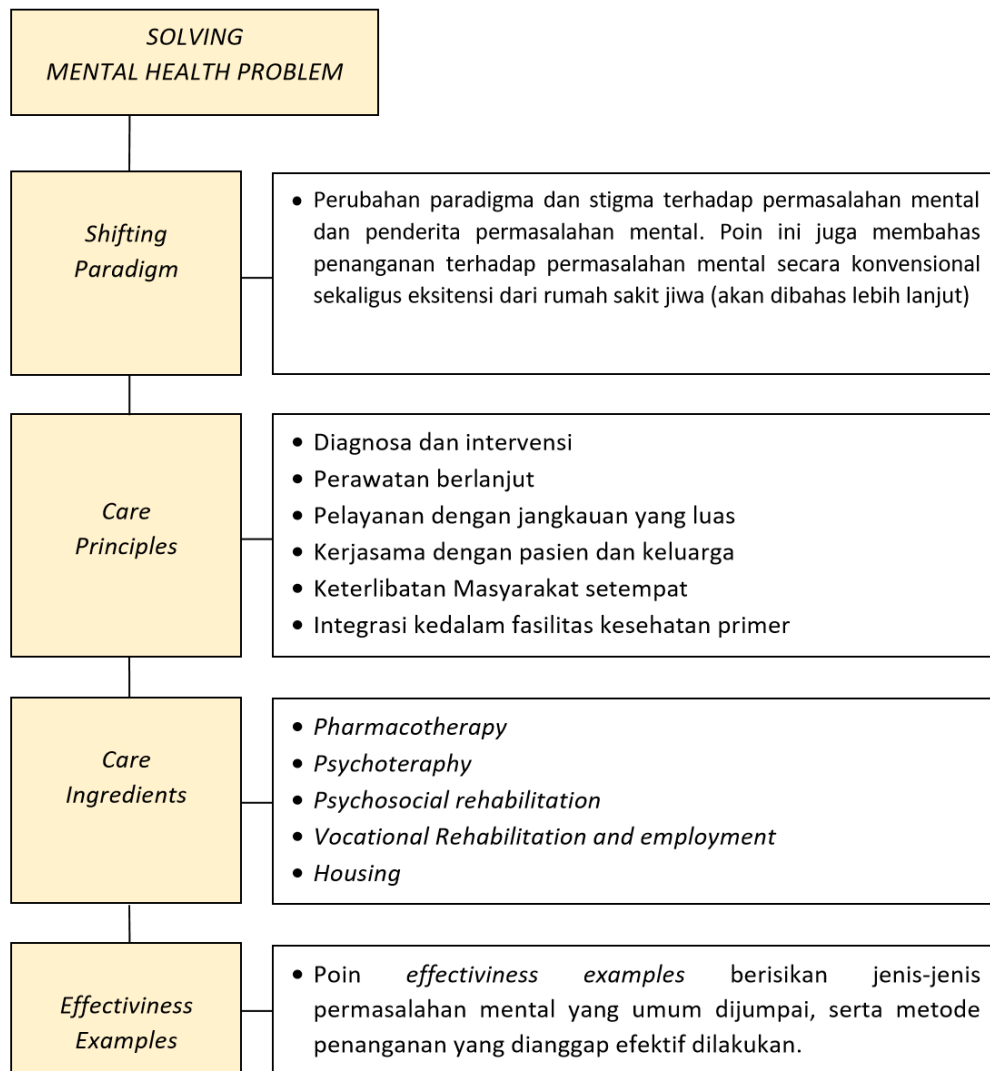 SOLVING
MENTAL HEALTH PROBLEM
Shifting
Paradigm
• Perubahan paradigma dan stigma terhadap permasalahan mental
dan penderita permasalahan mental. Poin ini juga membahas
penanganan terhadap permasalahan mental secara konvensional
sekaligus eksitensi dari rumah sakit jiwa (akan dibahas lebih lanjut)
Care
Principles
• Diagnosa dan intervensi
• Perawatan berlanjut
• Pelayanan dengan jangkauan yang luas
• Kerjasama dengan pasien dan keluarga
• Keterlibatan Masyarakat setempat
• Integrasi kedalam fasilitas kesehatan primer
Care
Ingredients
• Pharmacotherapy
• Psychoteraphy
• Psychosocial rehabilitation
• Vocational Rehabilitation and employment
• Housing
Effectiviness
Examples
• Poin effectiviness examples berisikan jenis-jenis
permasalahan mental yang umum dijumpai, serta metode
penanganan yang dianggap efektif dilakukan.